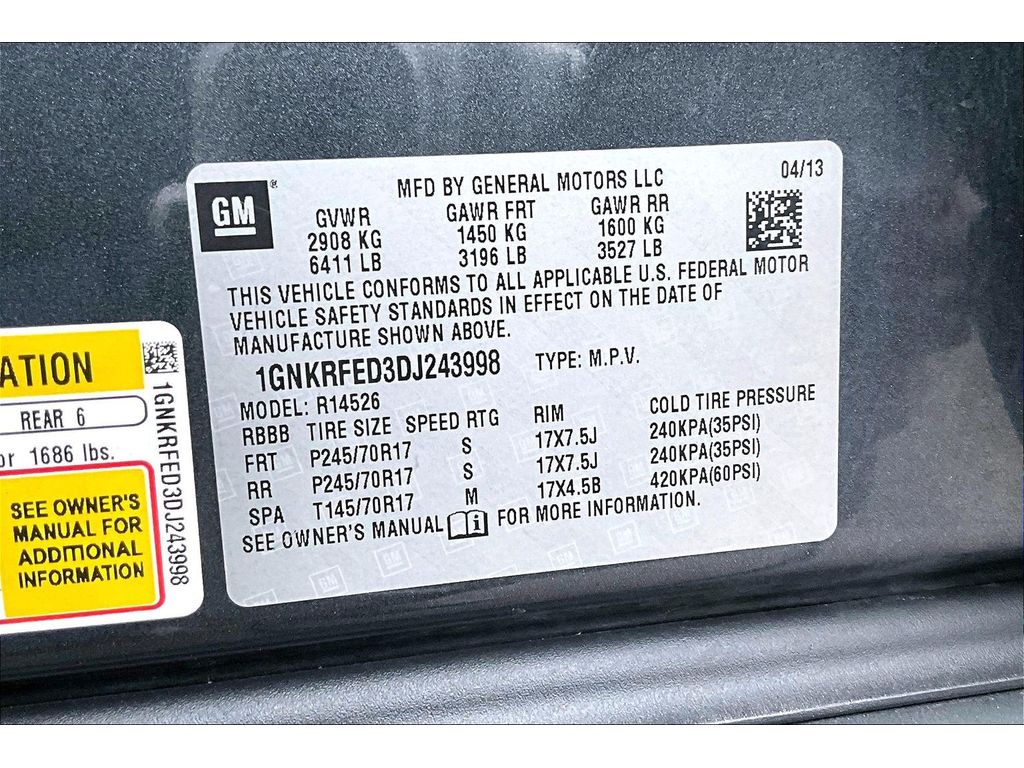 GM ®
MFD BY GENERAL MOTORS LLC
04/13
GVWR GAWR FRT GAWR RR
2908 KG 1450 KG 1600 KG
6411 LB 3196 LB 3527 LB
THIS VEHICLE CONFORMS TO ALL APPLICABLE U.S. FEDERAL MOTOR
VEHICLE SAFETY STANDARDS IN EFFECT ON THE DATE OF
MANUFACTURE SHOWN ABOVE.
1GNKRFED3DJ243998 TYPE: M.P.V.
MODEL: R14526
RBBB TIRE SIZE SPEED RTG RIM COLD TIRE PRESSURE
FRT P245/70R17 S 17X7.5J 240KPA(35PSI)
RR P245/70R17 S 17X7.5J 240KPA(35PSI)
SPA T145/70R17 M 17X4.5B 420KPA(60PSI)
SEE OWNER'S MANUAL FOR MORE INFORMATION.
ATION
REAR 6
or 1686 lbs.
SEE OWNER'S
MANUAL FOR
ADDITIONAL
INFORMATION
1GNKRFED3DJ243998